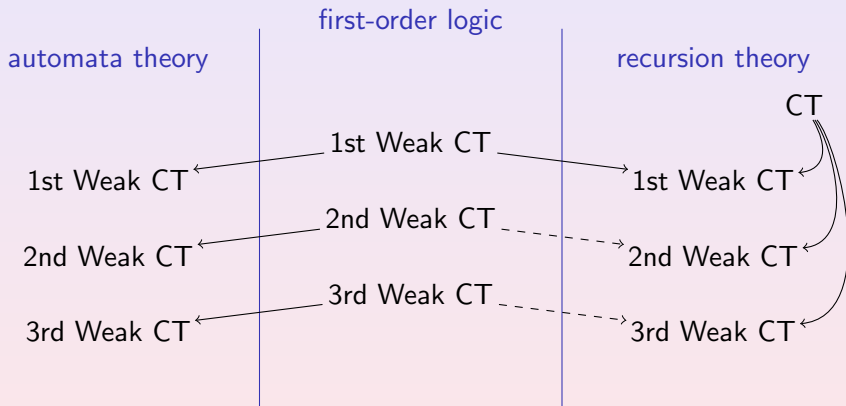 first-order logic
automata theory
recursion theory
CT
1st Weak CT
1st Weak CT
1st Weak CT
2nd Weak CT
2nd Weak CT
2nd Weak CT
3rd Weak CT
3rd Weak CT
3rd Weak CT